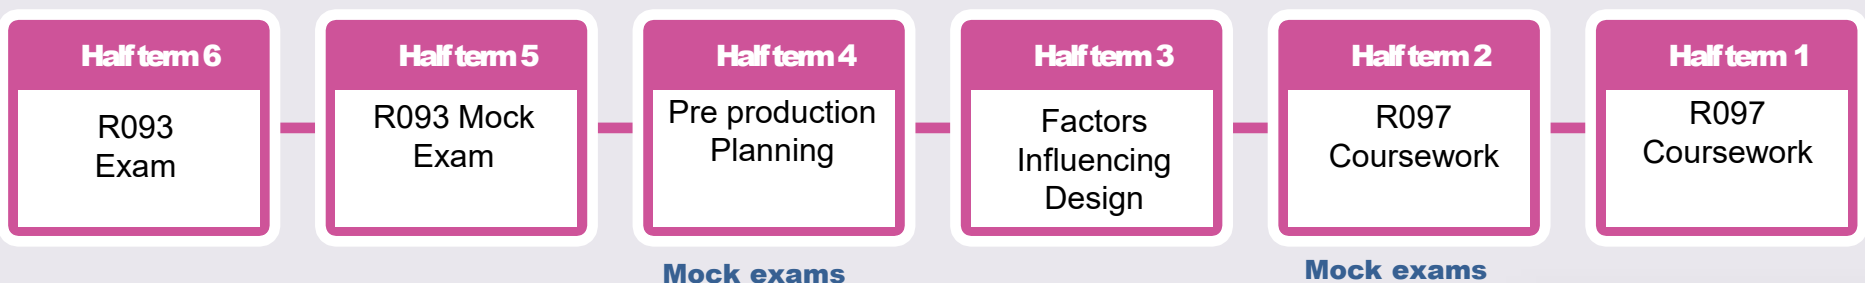 Half term 6
R093
Exam
Half term 5
R093 Mock
Exam
Half term 4
Pre production
Planning
Mock exams
Half term 3
Factors
Influencing
Design
Half term 2
R097
Coursework
Mock exams
Half term 1
R097
Coursework